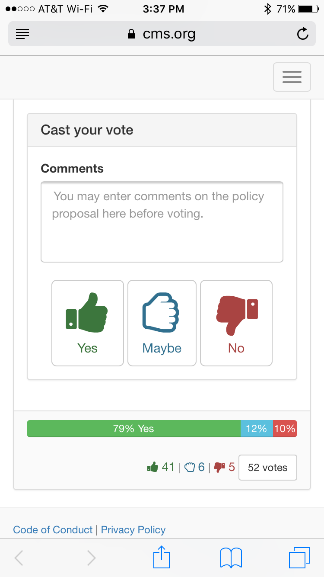 AT&T Wi-Fi 3:37 PM 71%
cms.org
Cast your vote
Comments
You may enter comments on the policy
proposal here before voting.
Yes Maybe No
79% Yes 12% 10%
41 | 6 | 5 52 votes
Code of Conduct | Privacy Policy